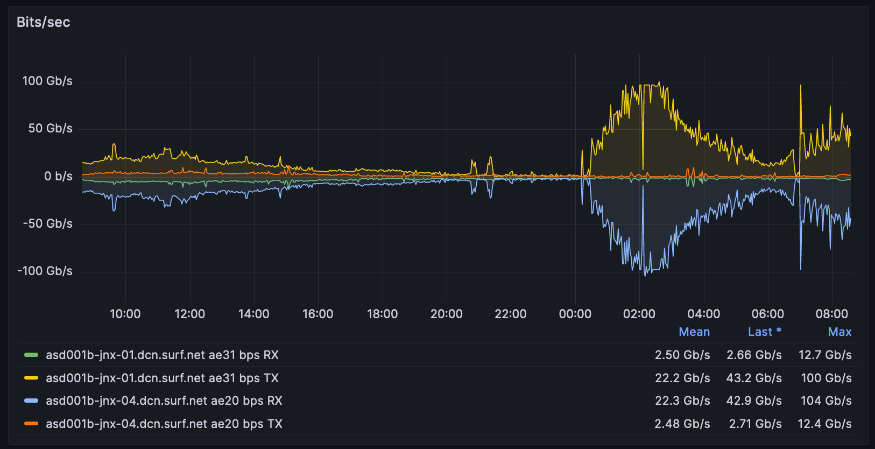 Bits/sec
100 Gb/s
50 Gb/s
0 b/s
-50 Gb/s
-100 Gb/s
10:00 12:00 14:00 16:00 18:00 20:00 22:00 00:00 02:00 04:00 06:00 08:00
Mean Last * Max
asd001b-jnx-01.dcn.surf.net ae31 bps RX 2.50 Gb/s 2.66 Gb/s 12.7 Gb/s
asd001b-jnx-01.dcn.surf.net ae31 bps TX 22.2 Gb/s 43.2 Gb/s 100 Gb/s
asd001b-jnx-04.dcn.surf.net ae20 bps RX 22.3 Gb/s 42.9 Gb/s 104 Gb/s
asd001b-jnx-04.dcn.surf.net ae20 bps TX 2.48 Gb/s 2.71 Gb/s 12.4 Gb/s